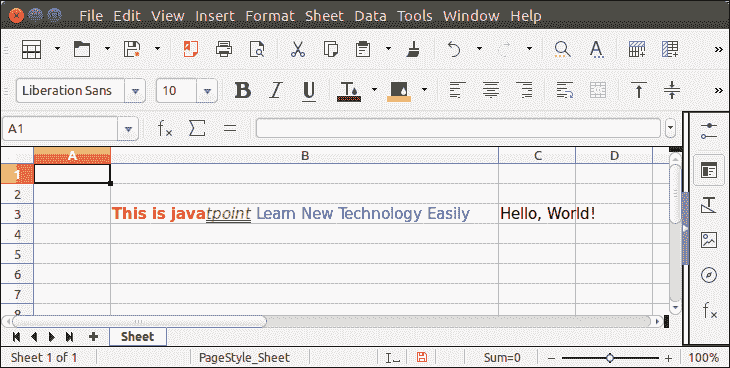 File Edit View Insert Format Sheet Data Tools Window Help
Liberation Sans 10 B I U T
A1 fx Σ =
A B C D
1
2
3 This is javatpoint Learn New Technology Easily Hello, World!
4
5
6
7
8
Sheet
Sheet 1 of 1 PageStyle_Sheet Sum=0 100%